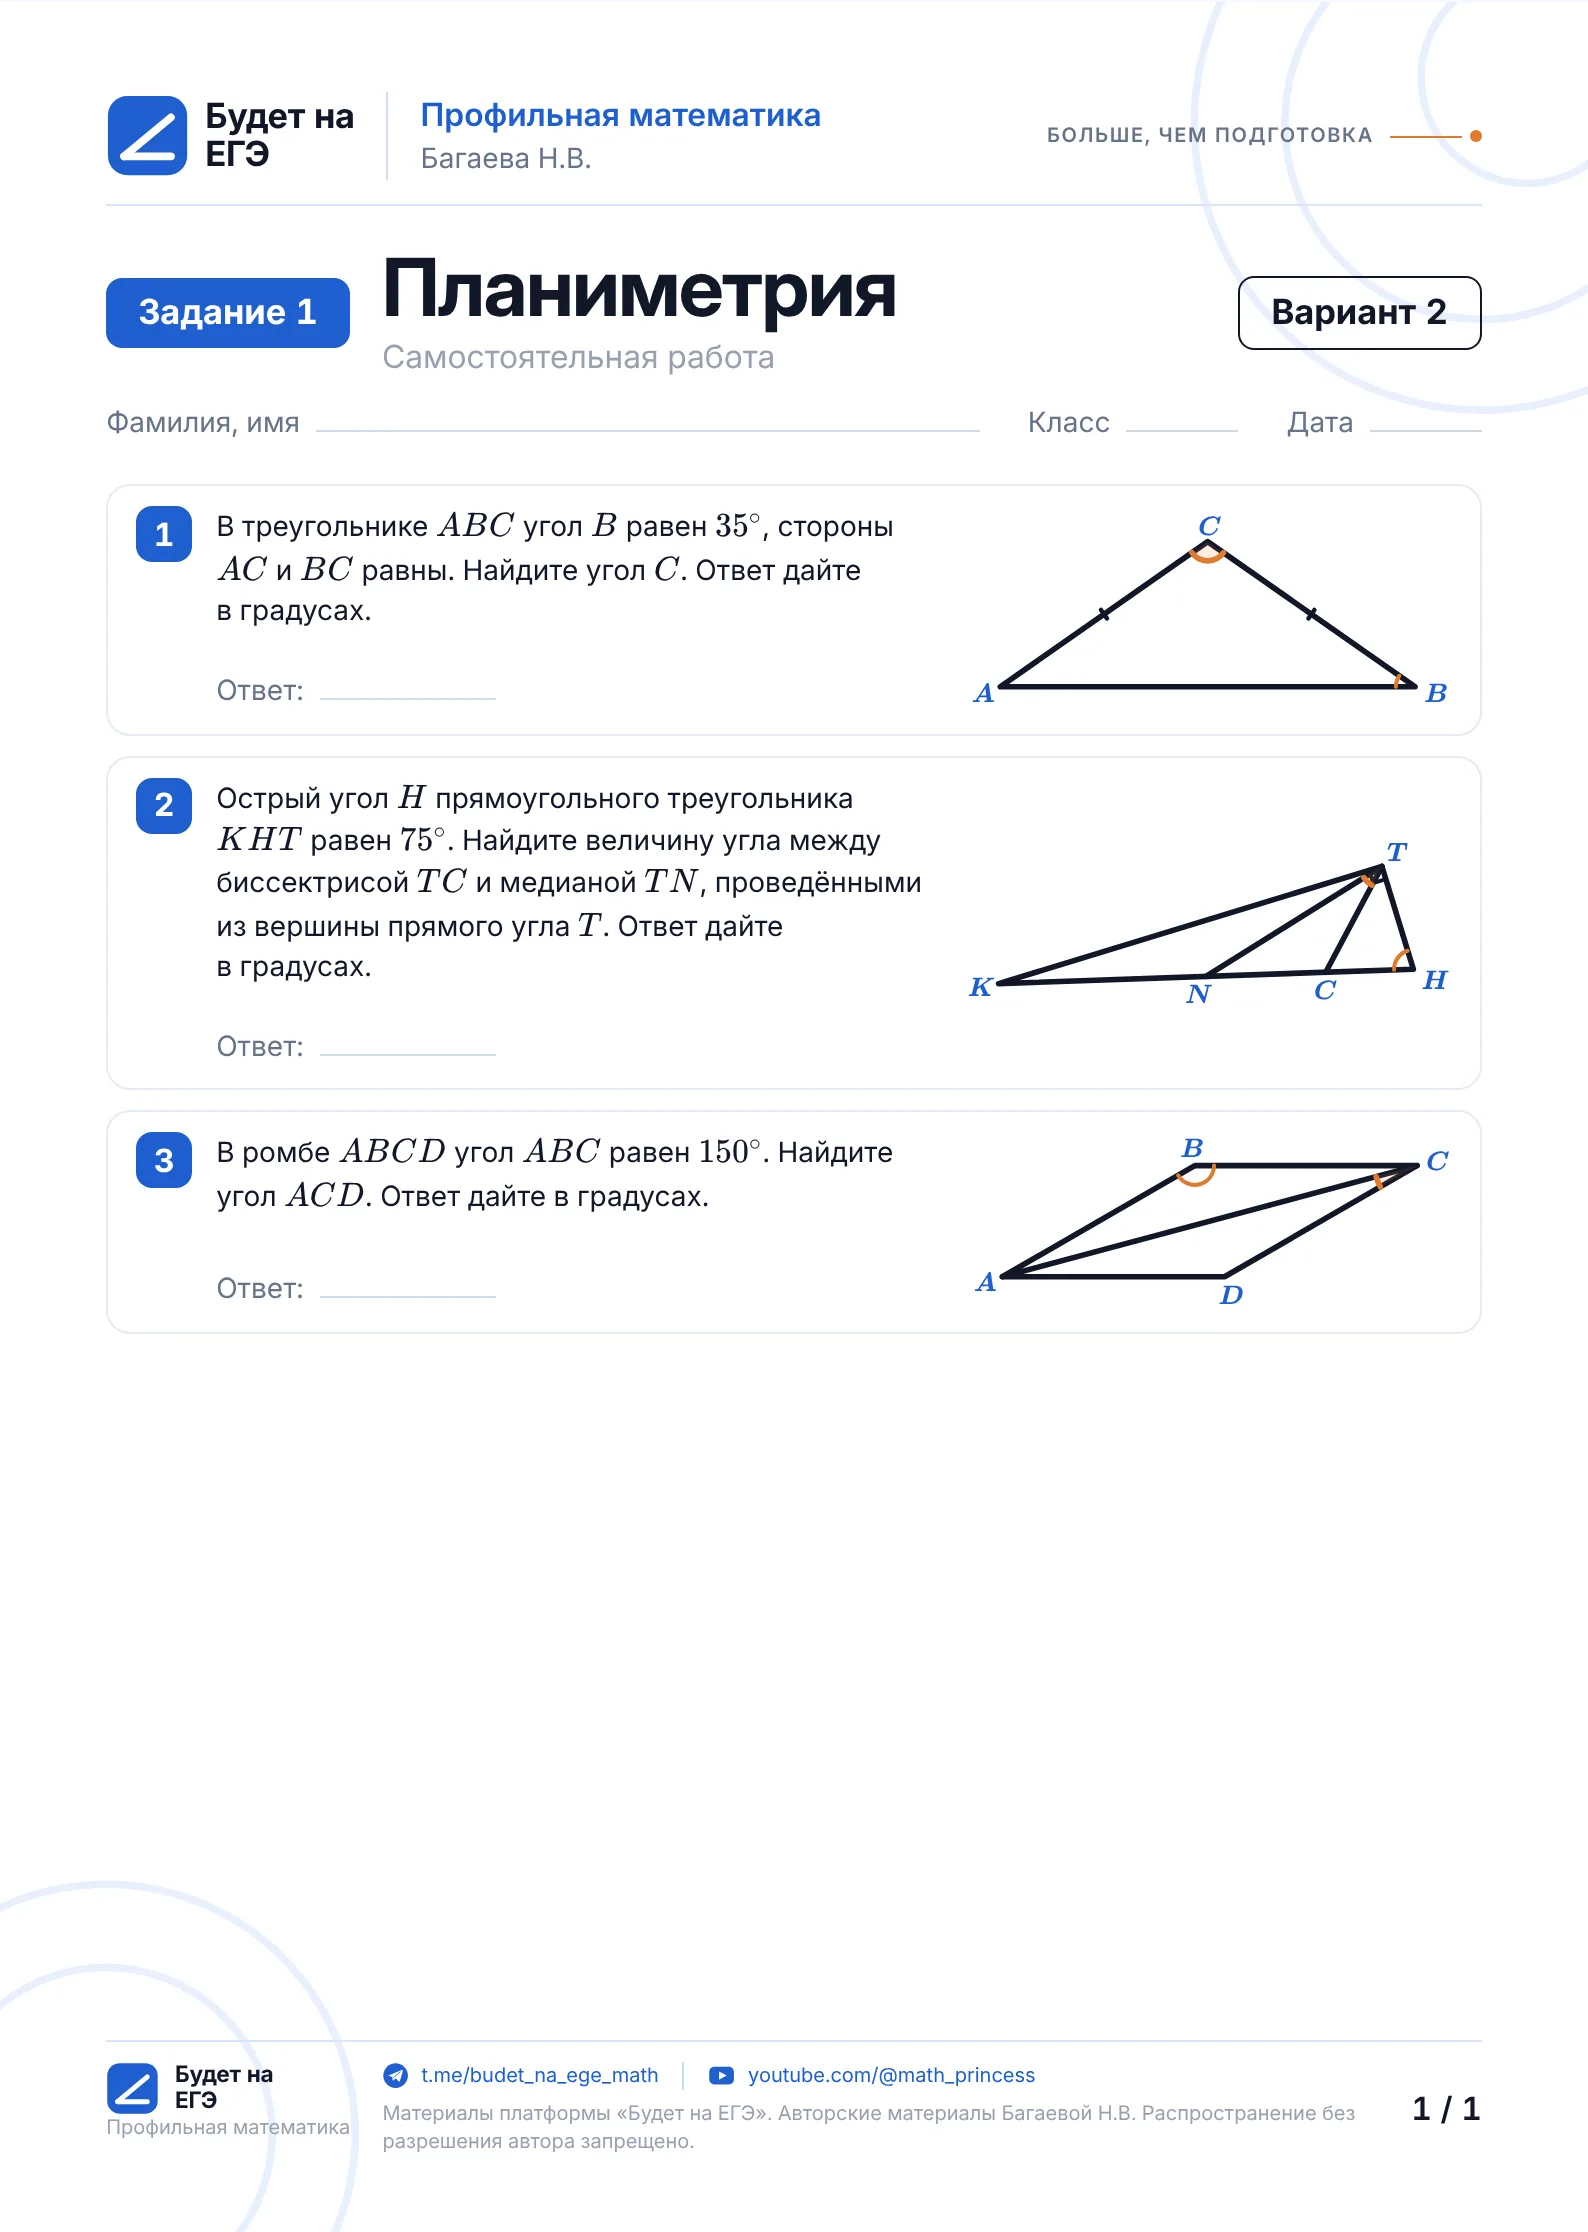 Будет на
ЕГЭ
Профильная математика
Багаева Н.В.
БОЛЬШЕ, ЧЕМ ПОДГОТОВКА
Задание 1
Планиметрия
Самостоятельная работа
Вариант 2
Фамилия, имя
Класс
Дата
1
В треугольнике ABC угол B равен 35°, стороны
AC и BC равны. Найдите угол C. Ответ дайте
в градусах.
Ответ:
C
A
B
2
Острый угол H прямоугольного треугольника
KHT равен 75°. Найдите величину угла между
биссектрисой TC и медианой TN, проведёнными
из вершины прямого угла T. Ответ дайте
в градусах.
Ответ:
T
K
N
C
H
3
В ромбе ABCD угол ABC равен 150°. Найдите
угол ACD. Ответ дайте в градусах.
Ответ:
B
C
A
D
Будет на
ЕГЭ
Профильная математика
t.me/budet_na_ege_math
youtube.com/@math_princess
Материалы платформы «Будет на ЕГЭ». Авторские материалы Багаевой Н.В. Распространение без
разрешения автора запрещено.
1 / 1